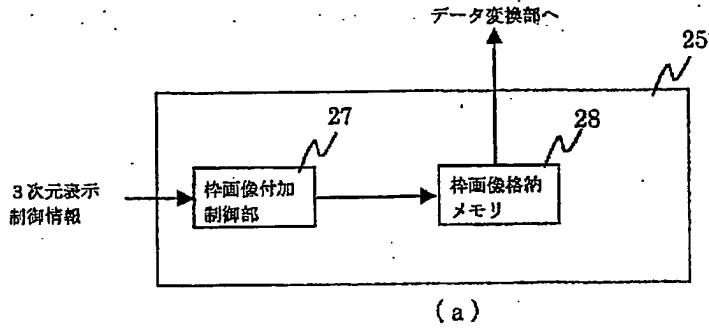 データ変換部へ
25
27
28
3次元表示
制御情報
枠画像付加
制御部
枠画像格納
メモリ
(a)